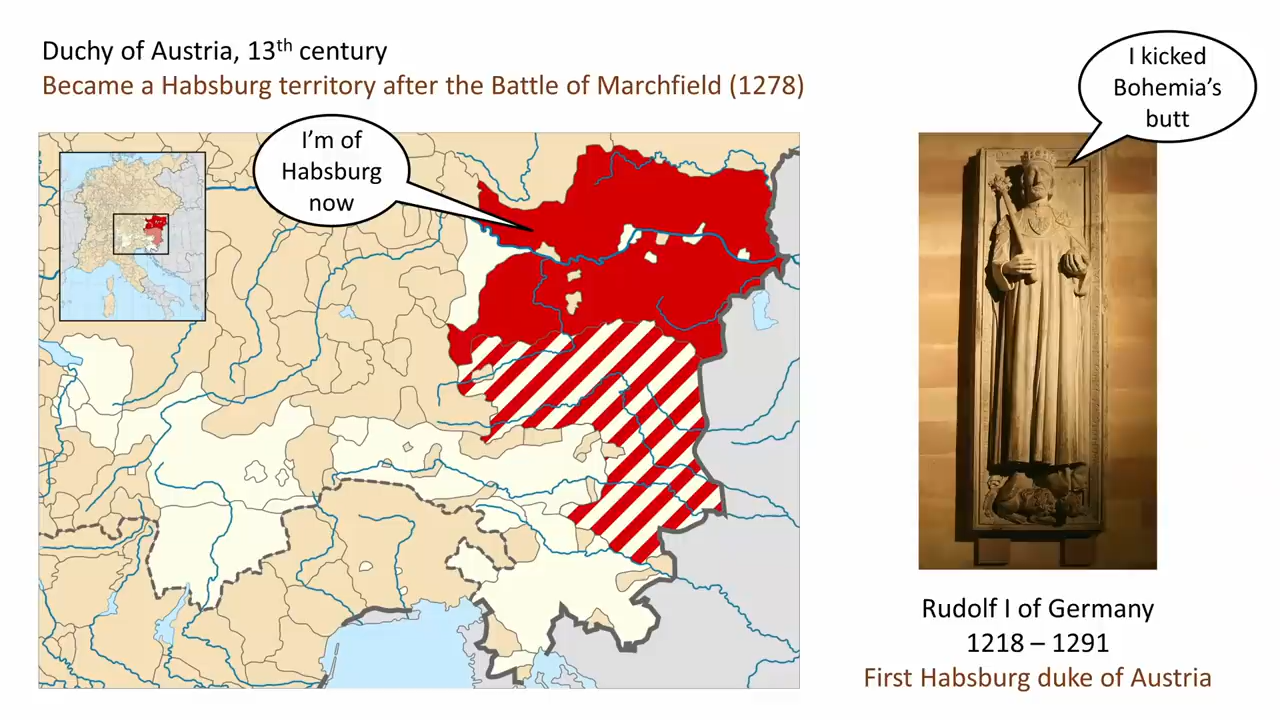 Duchy of Austria, 13th century
Became a Habsburg territory after the Battle of Marchfield (1278)
I'm of
Habsburg
now
I kicked
Bohemia's
butt
Rudolf I of Germany
1218 – 1291
First Habsburg duke of Austria